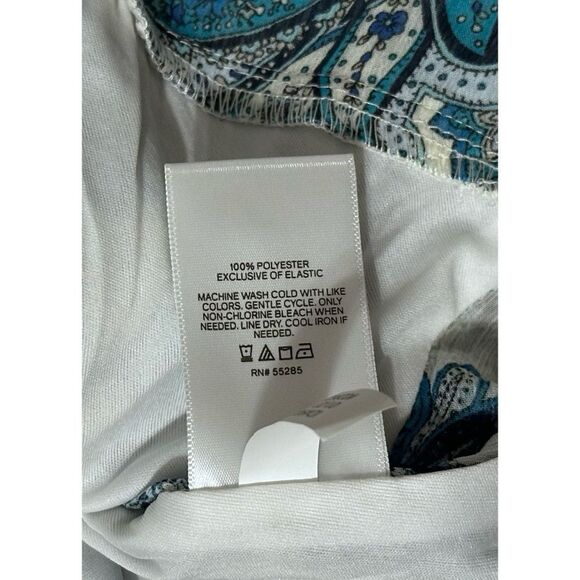 100% POLYESTER
EXCLUSIVE OF ELASTIC
MACHINE WASH COLD WITH LIKE
COLORS. GENTLE CYCLE. ONLY
NON-CHLORINE BLEACH WHEN
NEEDED. LINE DRY. COOL IRON IF
NEEDED.
RN# 55285